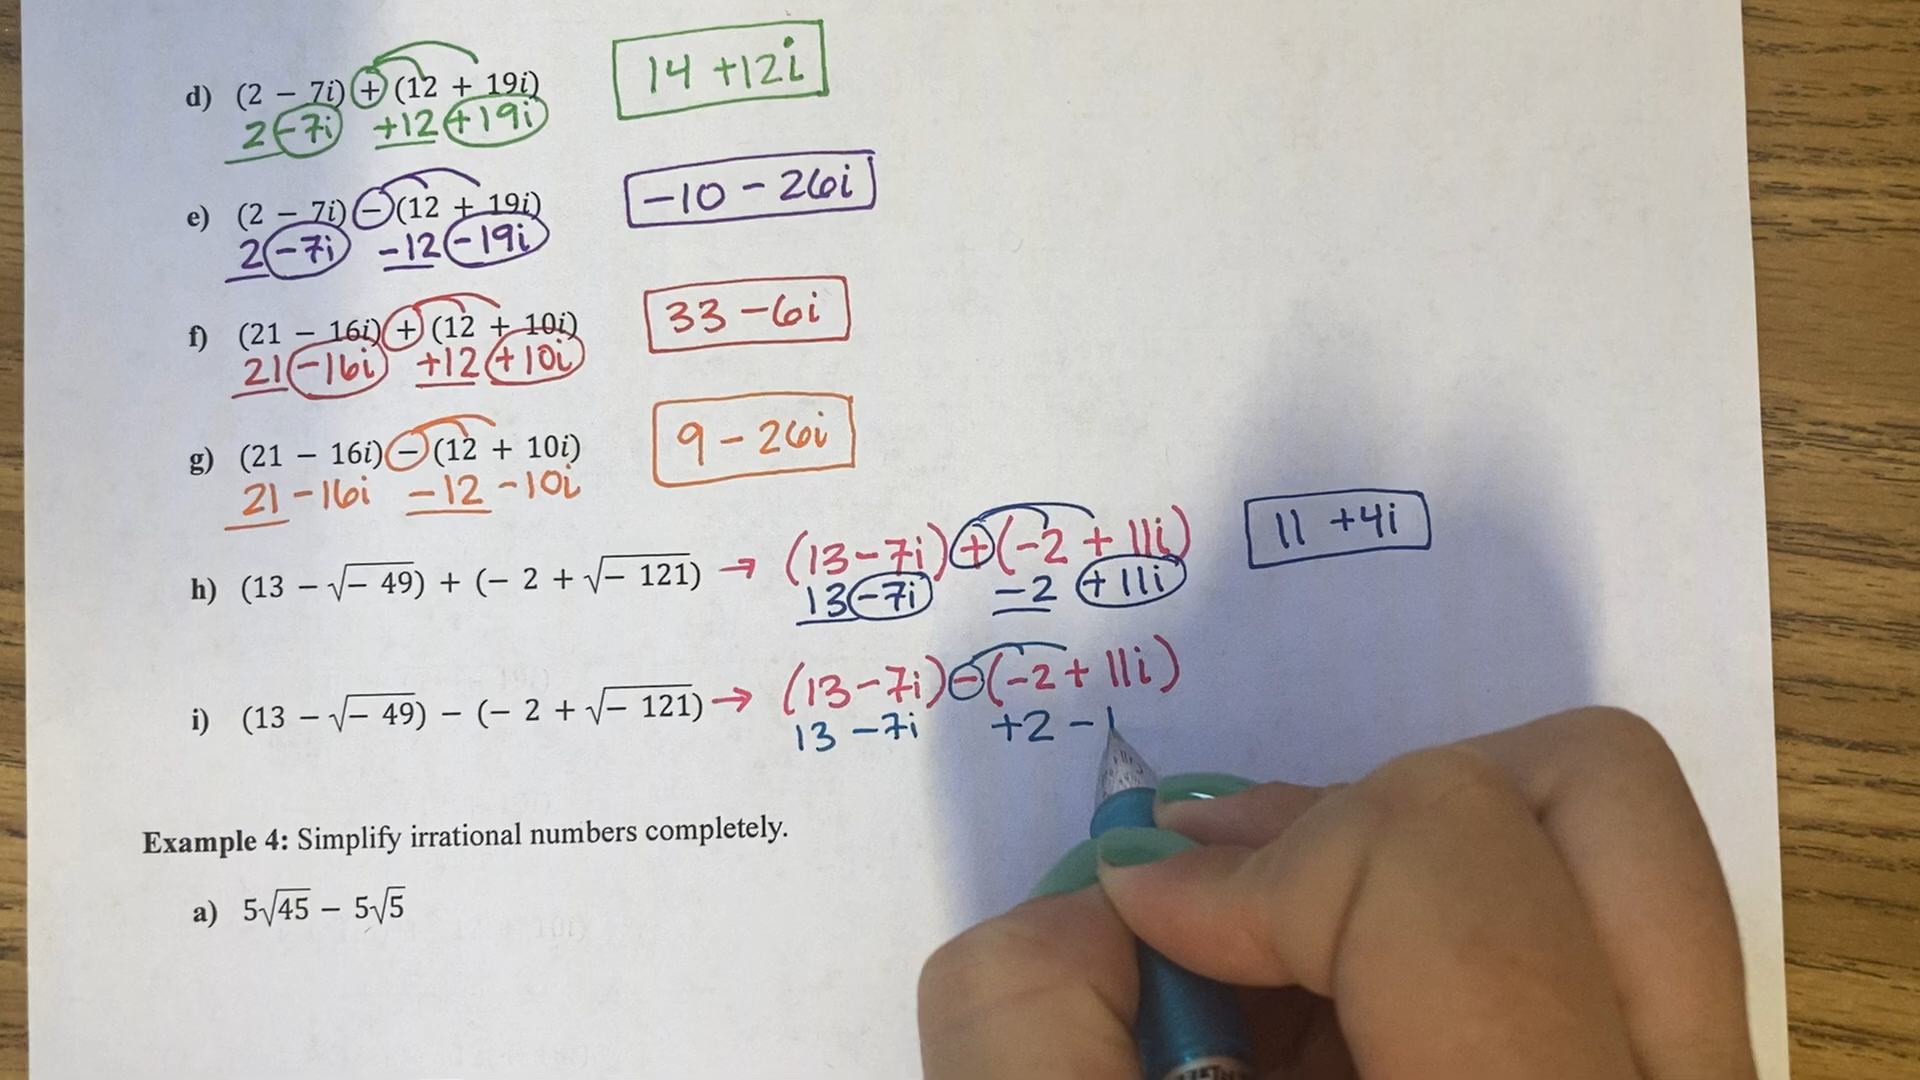 d) (2 − 7i) + (12 + 19i) 14 + 12i
2 −7i +12 +19i
e) (2 − 7i) − (12 + 19i) −10 − 26i
2 −7i −12 −19i
f) (21 − 16i) + (12 + 10i) 33 − 6i
21 −16i +12 +10i
g) (21 − 16i) − (12 + 10i) 9 − 26i
21 −16i −12 −10i
h) (13 − √− 49) + (− 2 + √− 121) → (13 − 7i) + (−2 + 11i) 11 + 4i
13 −7i −2 +11i
i) (13 − √− 49) − (− 2 + √− 121) → (13 − 7i) − (−2 + 11i)
13 −7i +2 −1
Example 4: Simplify irrational numbers completely.
a) 5√45 − 5√5